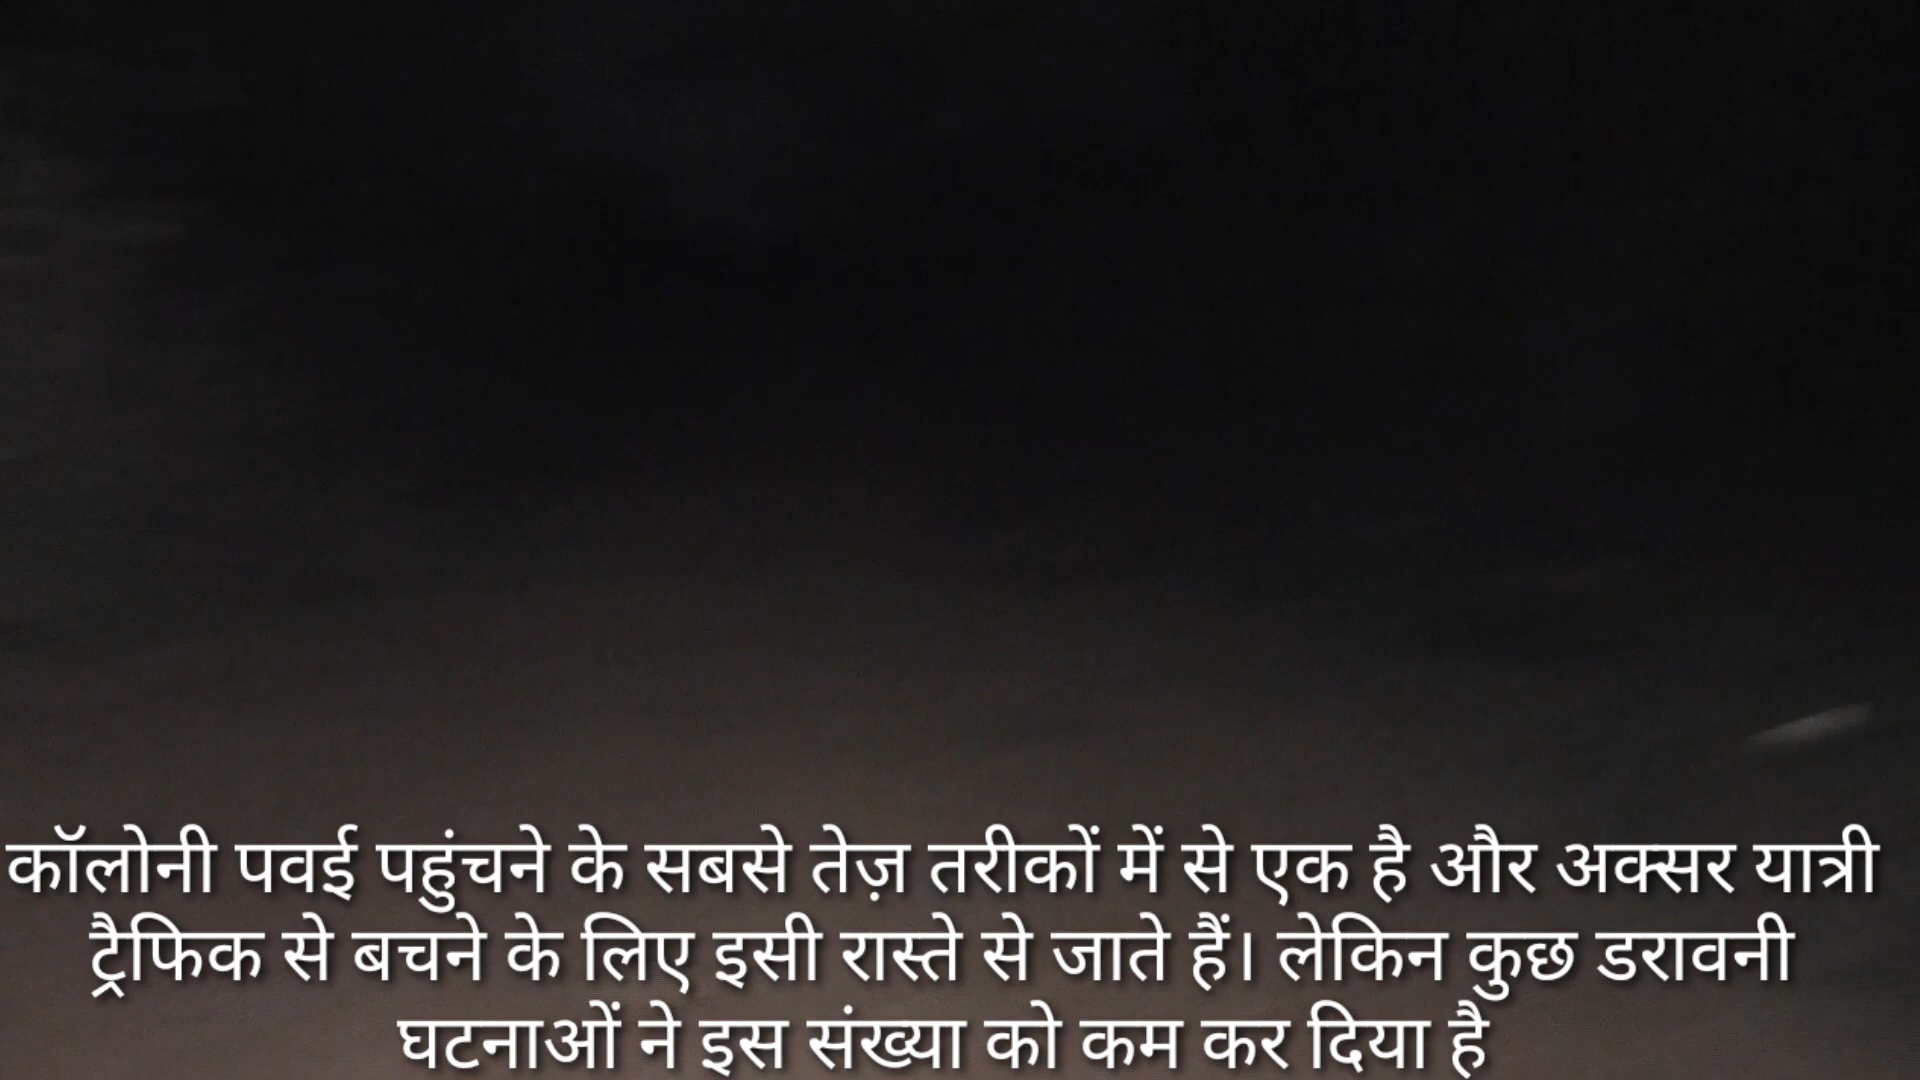 कॉलोनी पवई पहुंचने के सबसे तेज़ तरीकों में से एक है और अक्सर यात्री
ट्रैफिक से बचने के लिए इसी रास्ते से जाते हैं। लेकिन कुछ डरावनी
घटनाओं ने इस संख्या को कम कर दिया है